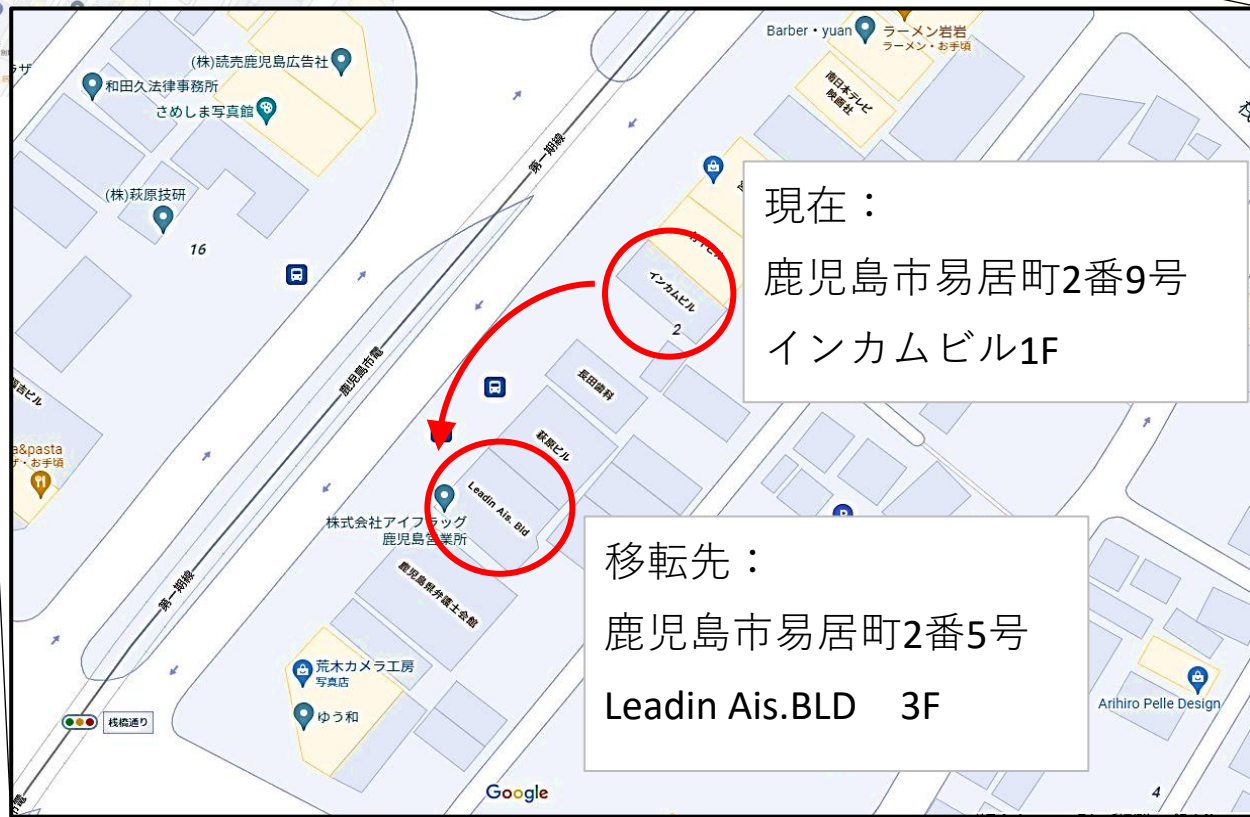 Barber・yuan
ラーメン岩岩
ラーメン・お手頃
(株)読売鹿児島広告社
和田久法律事務所
さめしま写真館
南日本テレビ
映画社
第一期線
(株)萩原技研
16
現在：
鹿児島市易居町2番9号
インカムビル1F
インカムビル
2
鹿児島市電
長田歯科
萩原ビル
a&pasta
お手頃
Leadin Ais. Bld
株式会社アイフラッグ
鹿児島営業所
鹿児島県弁護士会館
移転先：
鹿児島市易居町2番5号
Leadin Ais.BLD 3F
第一期線
荒木カメラ工房
写真店
ゆう和
桟橋通り
Arihiro Pelle Design
Google
4